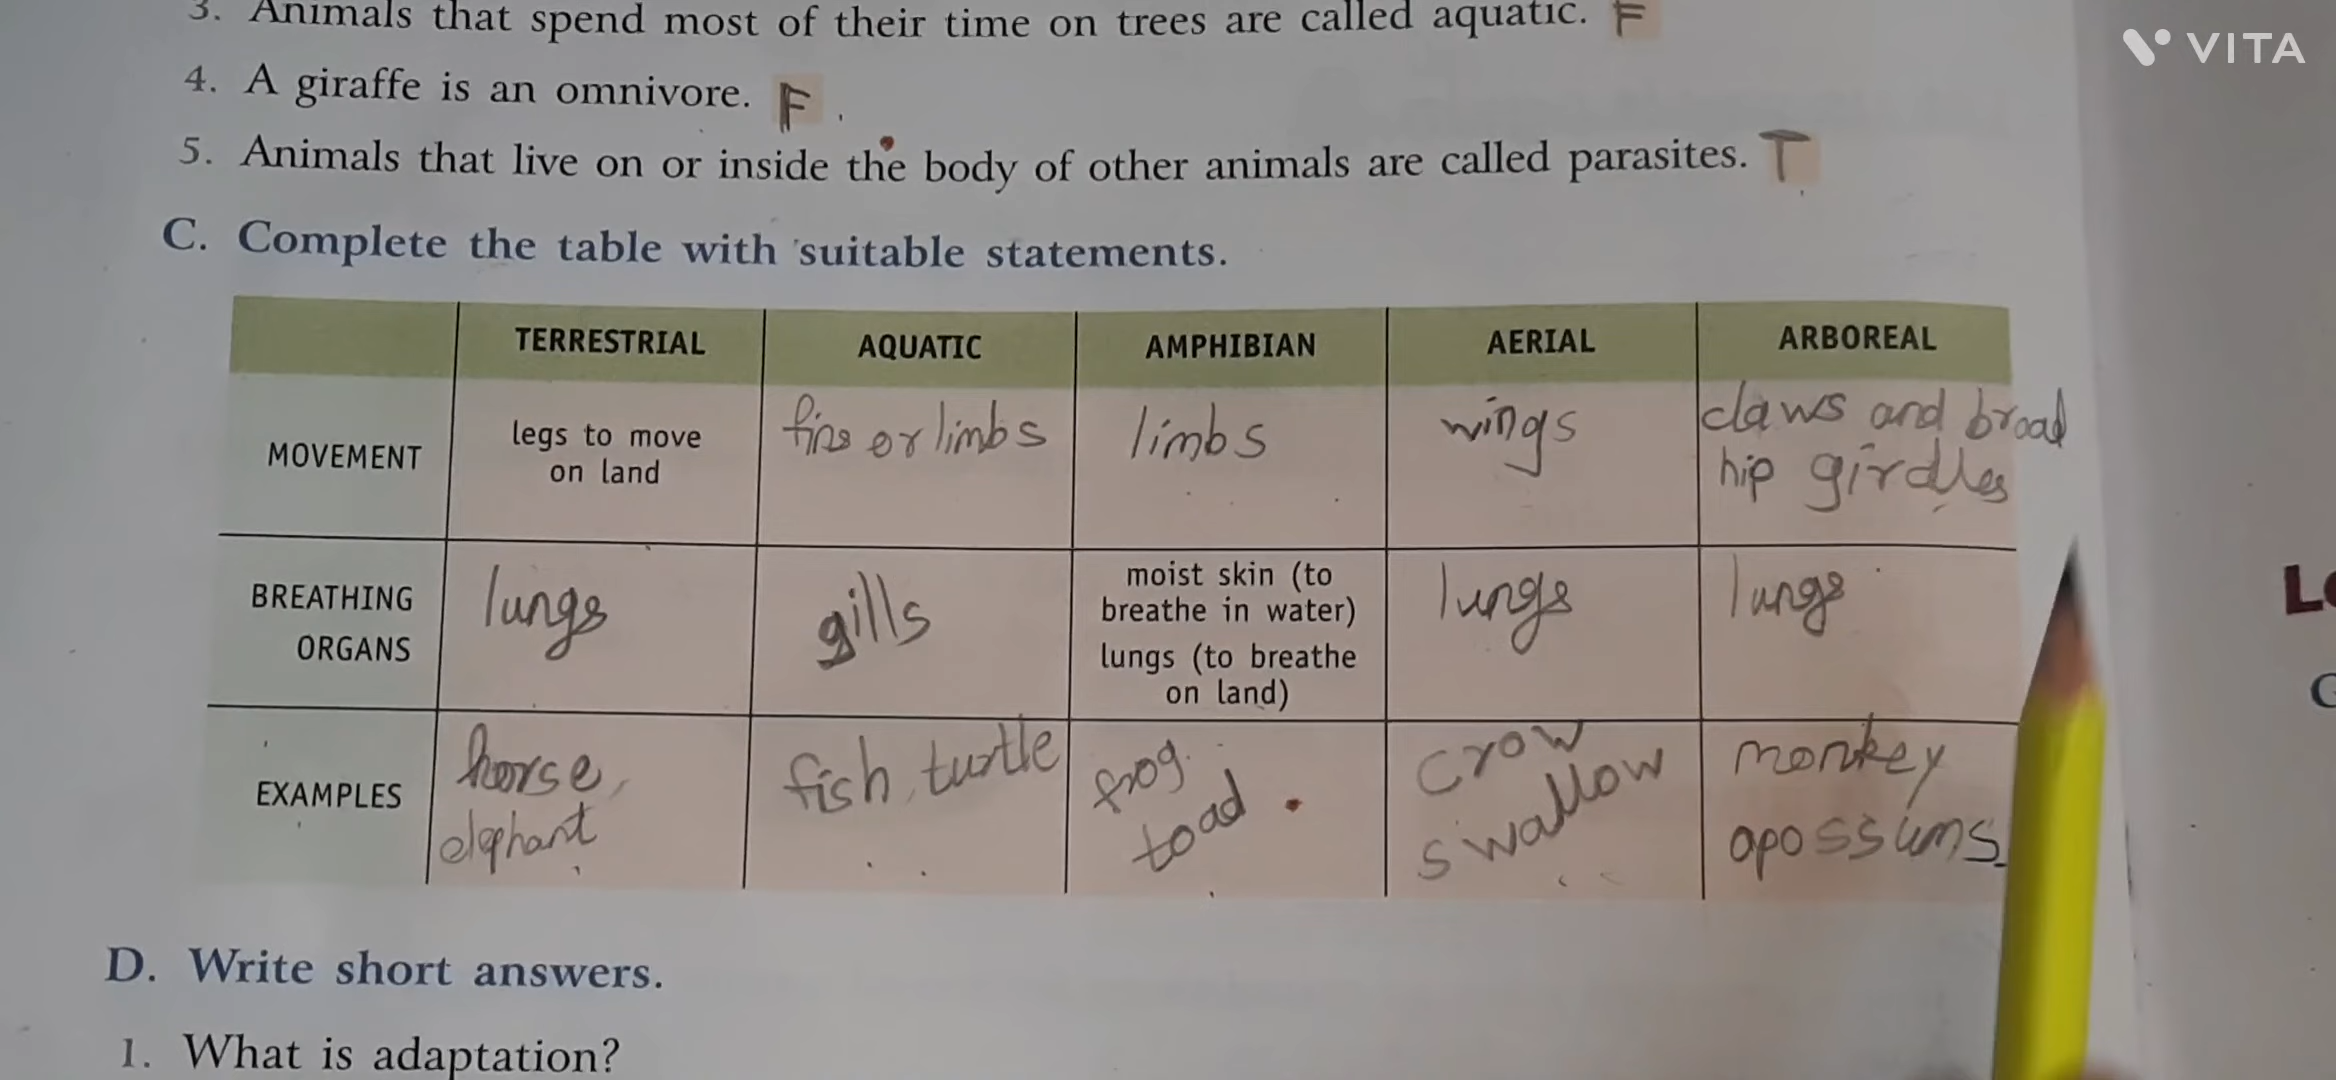 3. Animals that spend most of their time on trees are called aquatic. F
VITA
4. A giraffe is an omnivore. F
5. Animals that live on or inside the body of other animals are called parasites. T
C. Complete the table with suitable statements.
TERRESTRIAL AQUATIC AMPHIBIAN AERIAL ARBOREAL
MOVEMENT
legs to move
on land
fins or limbs
limbs
wings
claws and broad
hip girdles
BREATHING
ORGANS
lungs
gills
moist skin (to
breathe in water)
lungs (to breathe
on land)
lungs
lungs
EXAMPLES
horse,
elephant
fish, turtle
frog
toad
crow
swallow
monkey
apossums
D. Write short answers.
1. What is adaptation?